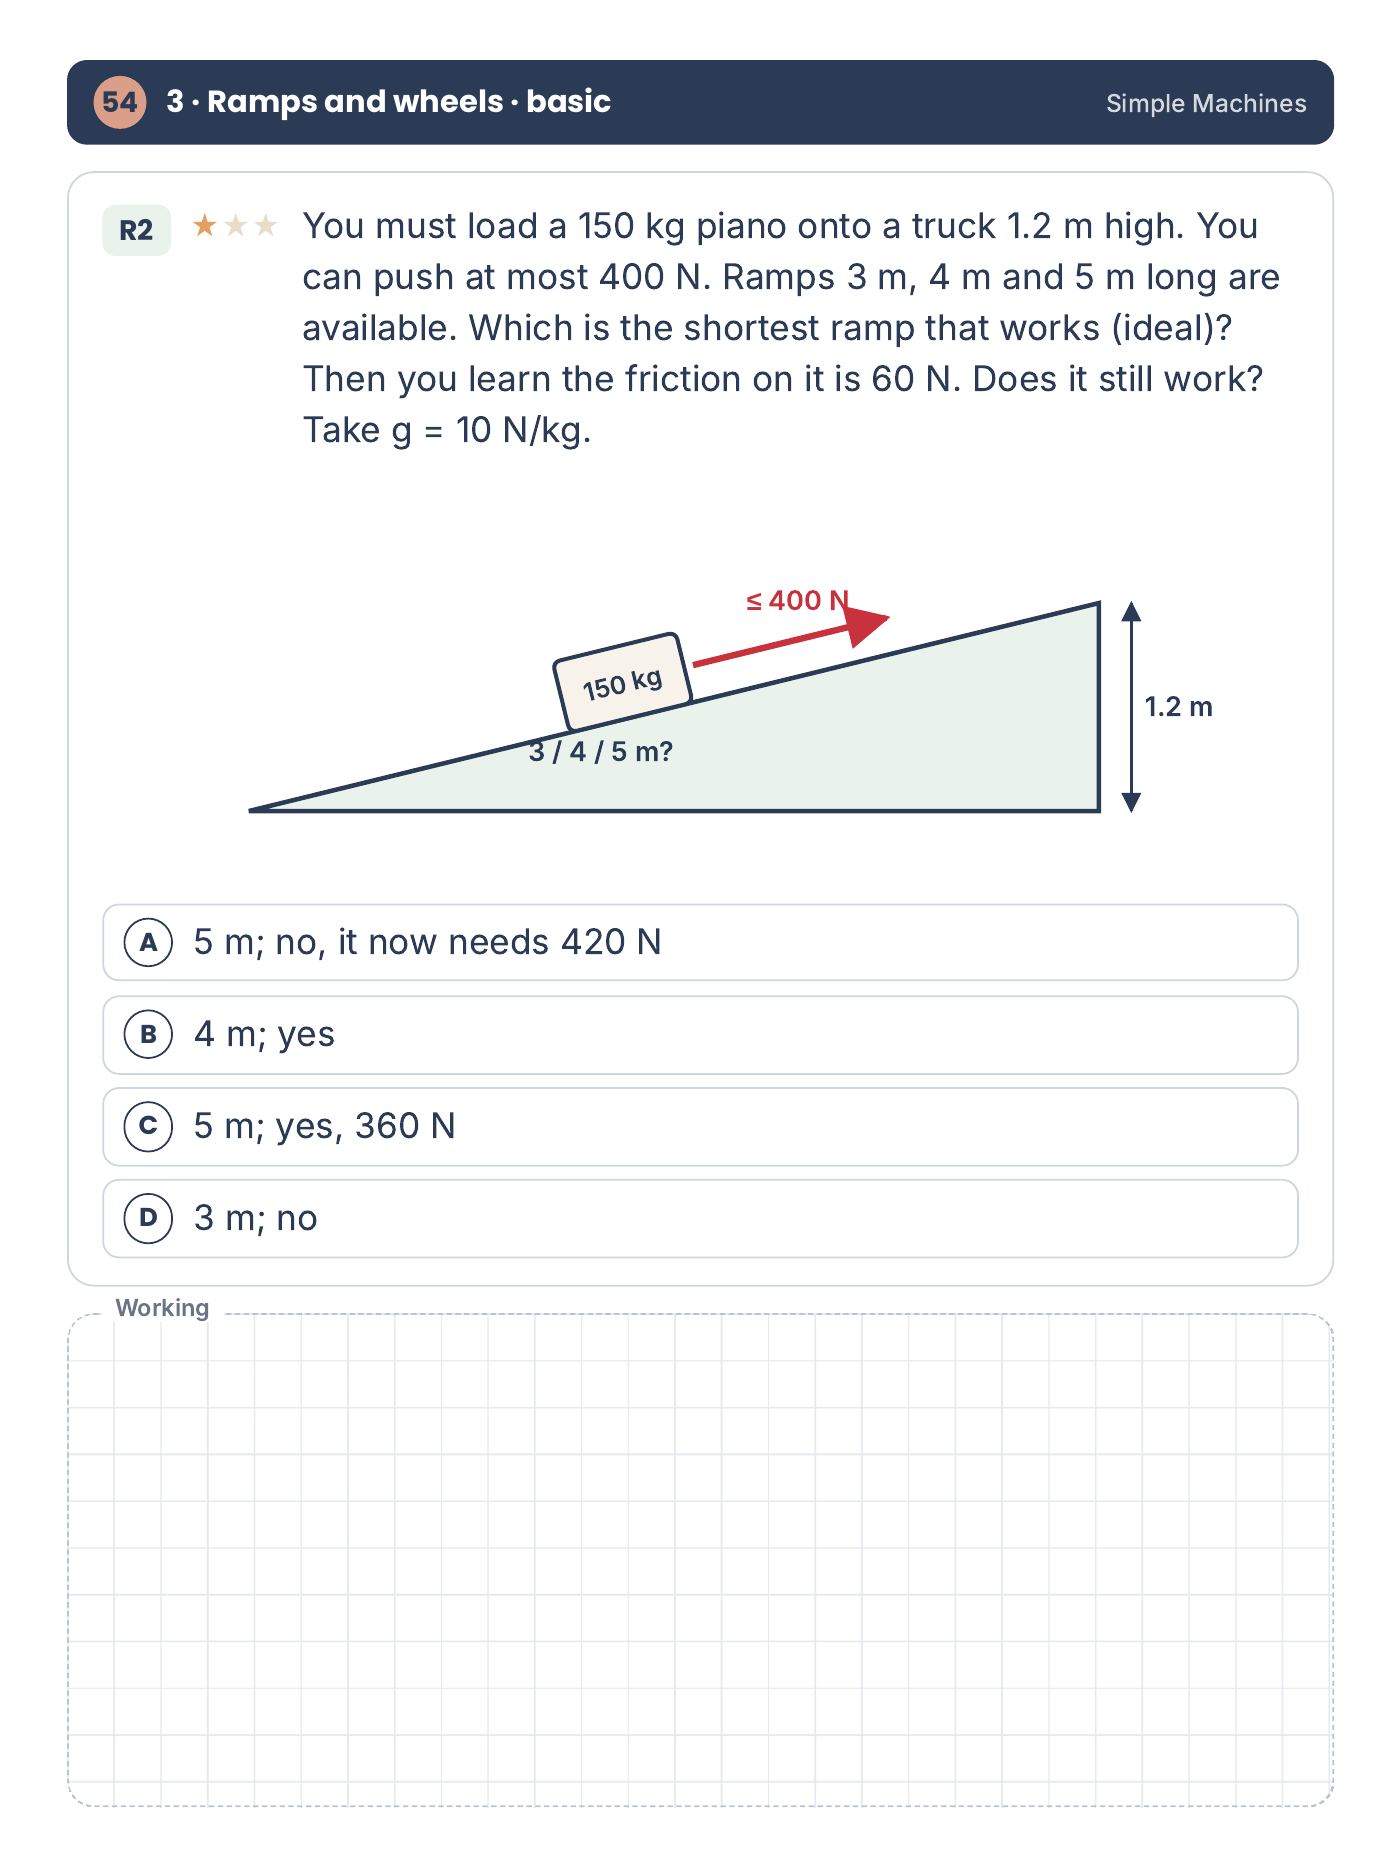 54 3 · Ramps and wheels · basic Simple Machines
R2 ★★★ You must load a 150 kg piano onto a truck 1.2 m high. You
can push at most 400 N. Ramps 3 m, 4 m and 5 m long are
available. Which is the shortest ramp that works (ideal)?
Then you learn the friction on it is 60 N. Does it still work?
Take g = 10 N/kg.
≤ 400 N
150 kg
1.2 m
3 / 4 / 5 m?
A 5 m; no, it now needs 420 N
B 4 m; yes
C 5 m; yes, 360 N
D 3 m; no
Working